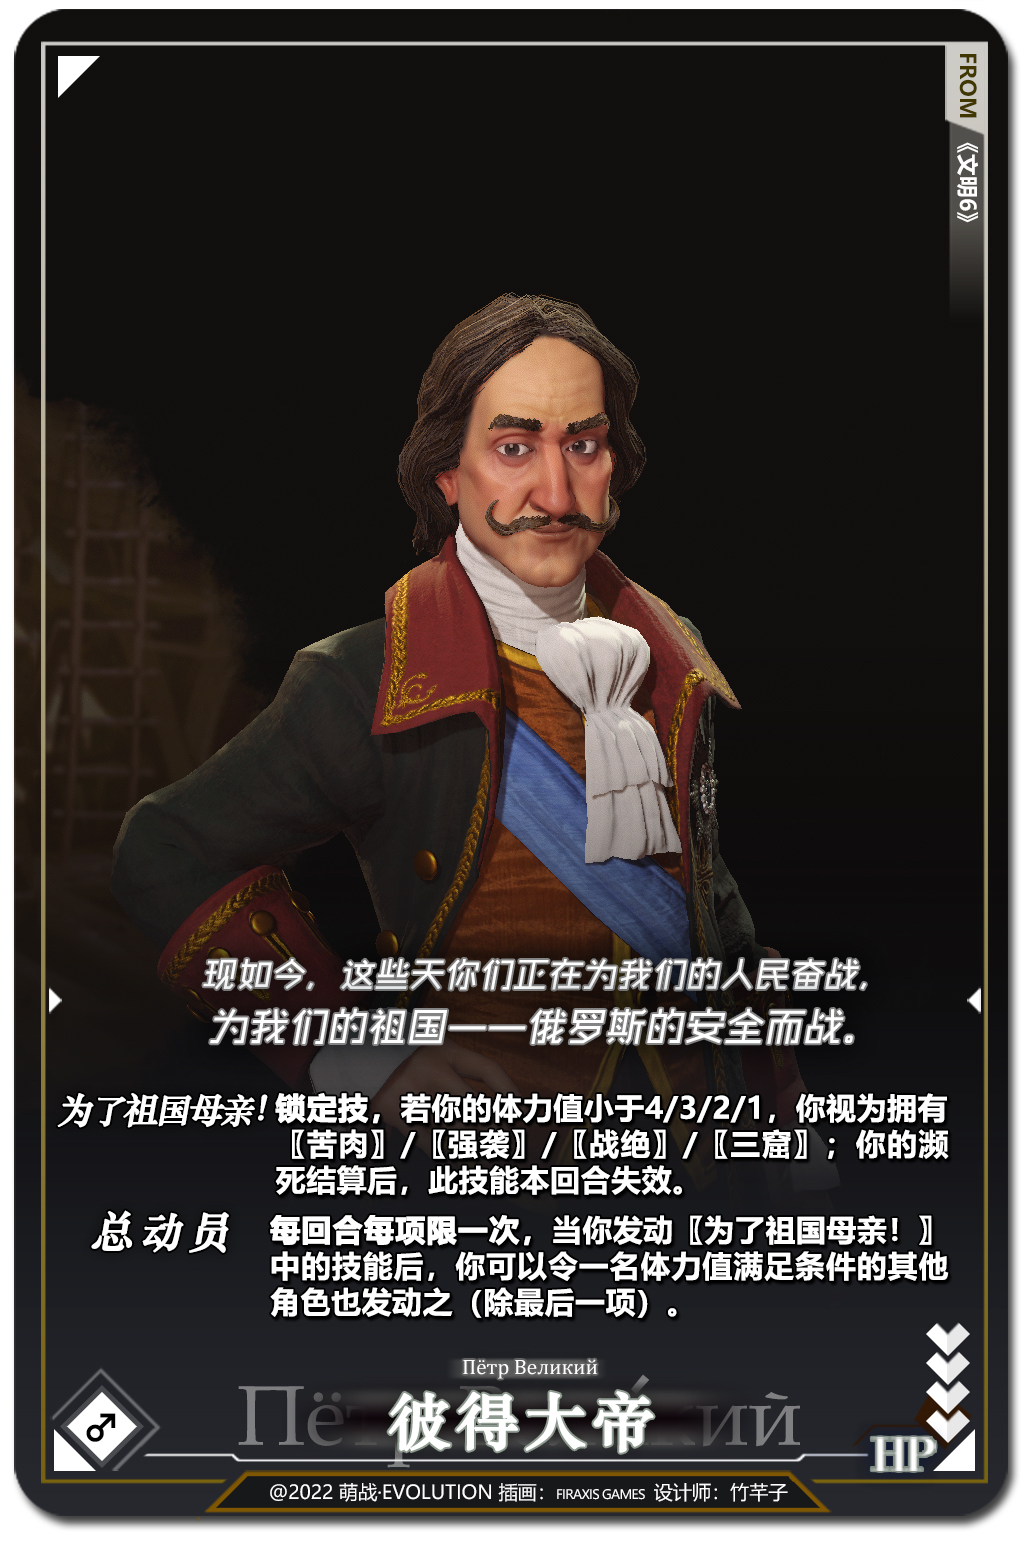 FROM
《文明6》
现如今，这些天你们正在为我们的人民奋战，
为我们的祖国——俄罗斯的安全而战。
为了祖国母亲！
锁定技，若你的体力值小于4/3/2/1，你视为拥有
〖苦肉〗/〖强袭〗/〖战绝〗/〖三窟〗；你的濒
死结算后，此技能本回合失效。
总动员
每回合每项限一次，当你发动〖为了祖国母亲！〗
中的技能后，你可以令一名体力值满足条件的其他
角色也发动之（除最后一项）。
Пётр Великий
Пётр Великий
彼得大帝
♂
HP
@2022 萌战·EVOLUTION 插画：FIRAXIS GAMES 设计师：竹芊子